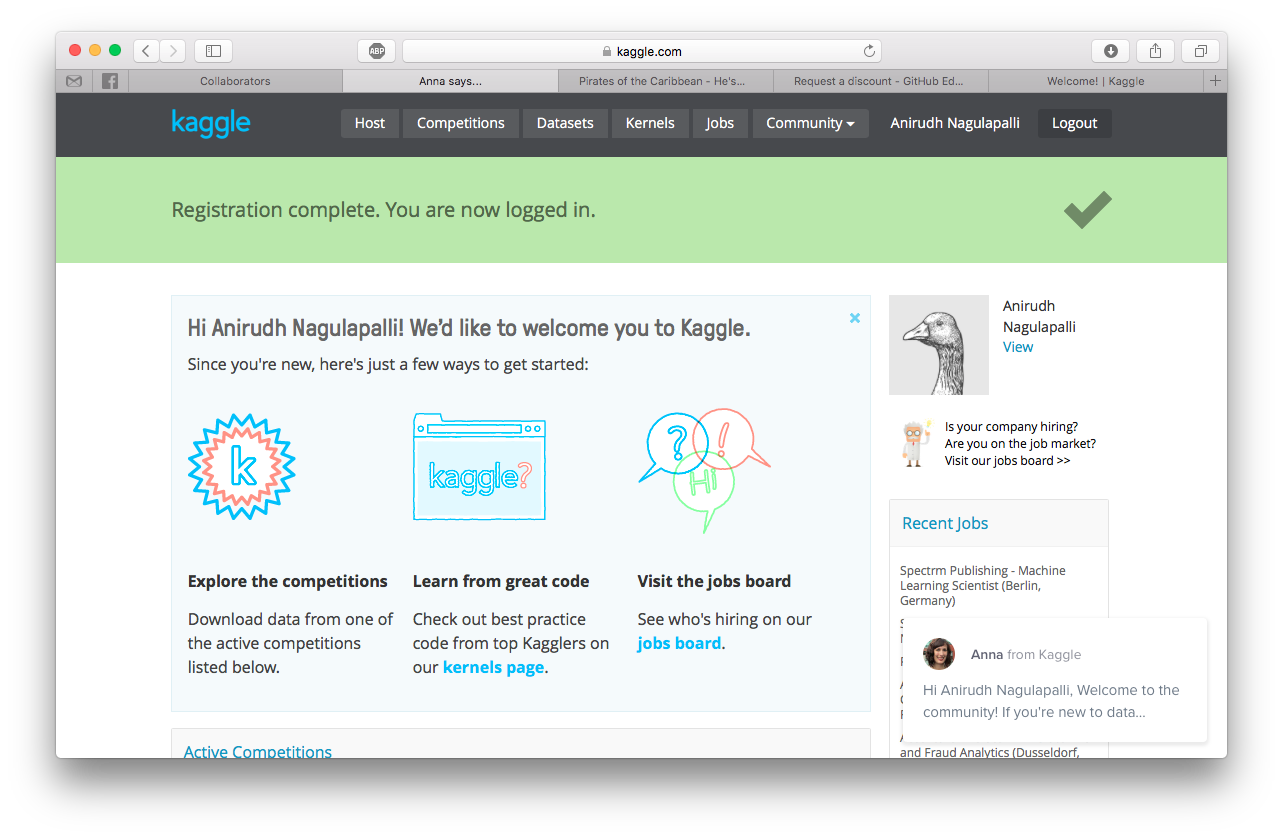 ABP
kaggle.com
Collaborators
Anna says...
Pirates of the Caribbean - He's...
Request a discount - GitHub Ed...
Welcome! | Kaggle
kaggle
Host
Competitions
Datasets
Kernels
Jobs
Community
Anirudh Nagulapalli
Logout
Registration complete. You are now logged in.
Hi Anirudh Nagulapalli! We'd like to welcome you to Kaggle.
Since you're new, here's just a few ways to get started:
k
kaggle?
?
!
Hi
Explore the competitions
Download data from one of
the active competitions
listed below.
Learn from great code
Check out best practice
code from top Kagglers on
our kernels page.
Visit the jobs board
See who's hiring on our
jobs board.
Active Competitions
Anirudh
Nagulapalli
View
Is your company hiring?
Are you on the job market?
Visit our jobs board >>
Recent Jobs
Spectrm Publishing - Machine
Learning Scientist (Berlin,
Germany)
and Fraud Analytics (Dusseldorf,
Anna from Kaggle
Hi Anirudh Nagulapalli, Welcome to the
community! If you're new to data...